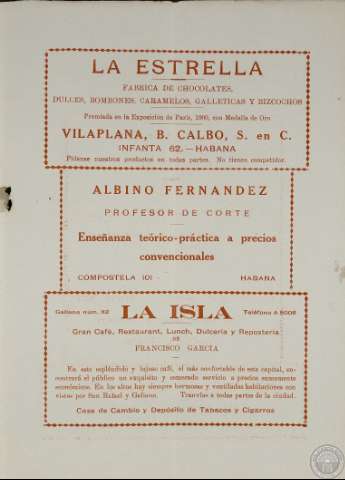 LA ESTRELLA
FABRICA DE CHOCOLATES,
DULCES, BOMBONES, CARAMELOS, GALLETICAS Y BIZCOCHOS
Premiada en la Exposición de París, 1900, con Medalla de Oro
VILAPLANA, B. CALBO, S. en C.
INFANTA 62.—HABANA
Pídanse nuestros productos en todas partes. No tienen competidor.
ALBINO FERNANDEZ
PROFESOR DE CORTE
Enseñanza teórico-práctica a precios
convencionales
COMPOSTELA 101 - HABANA
Galiano núm. 82 LA ISLA Teléfono A 5006
Gran Café, Restaurant, Lunch, Dulcería y Repostería
DE
FRANCISCO GARCIA
En este espléndido y lujoso café, el más confortable de esta capital, en-
contrará el público un exquisito y esmerado servicio a precios sumamente
económicos. En los altos hay siempre hermosas y ventiladas habitaciones con
vistas por San Rafael y Galiano. Tranvías a todas partes de la ciudad.
Casa de Cambio y Depósito de Tabacos y Cigarros